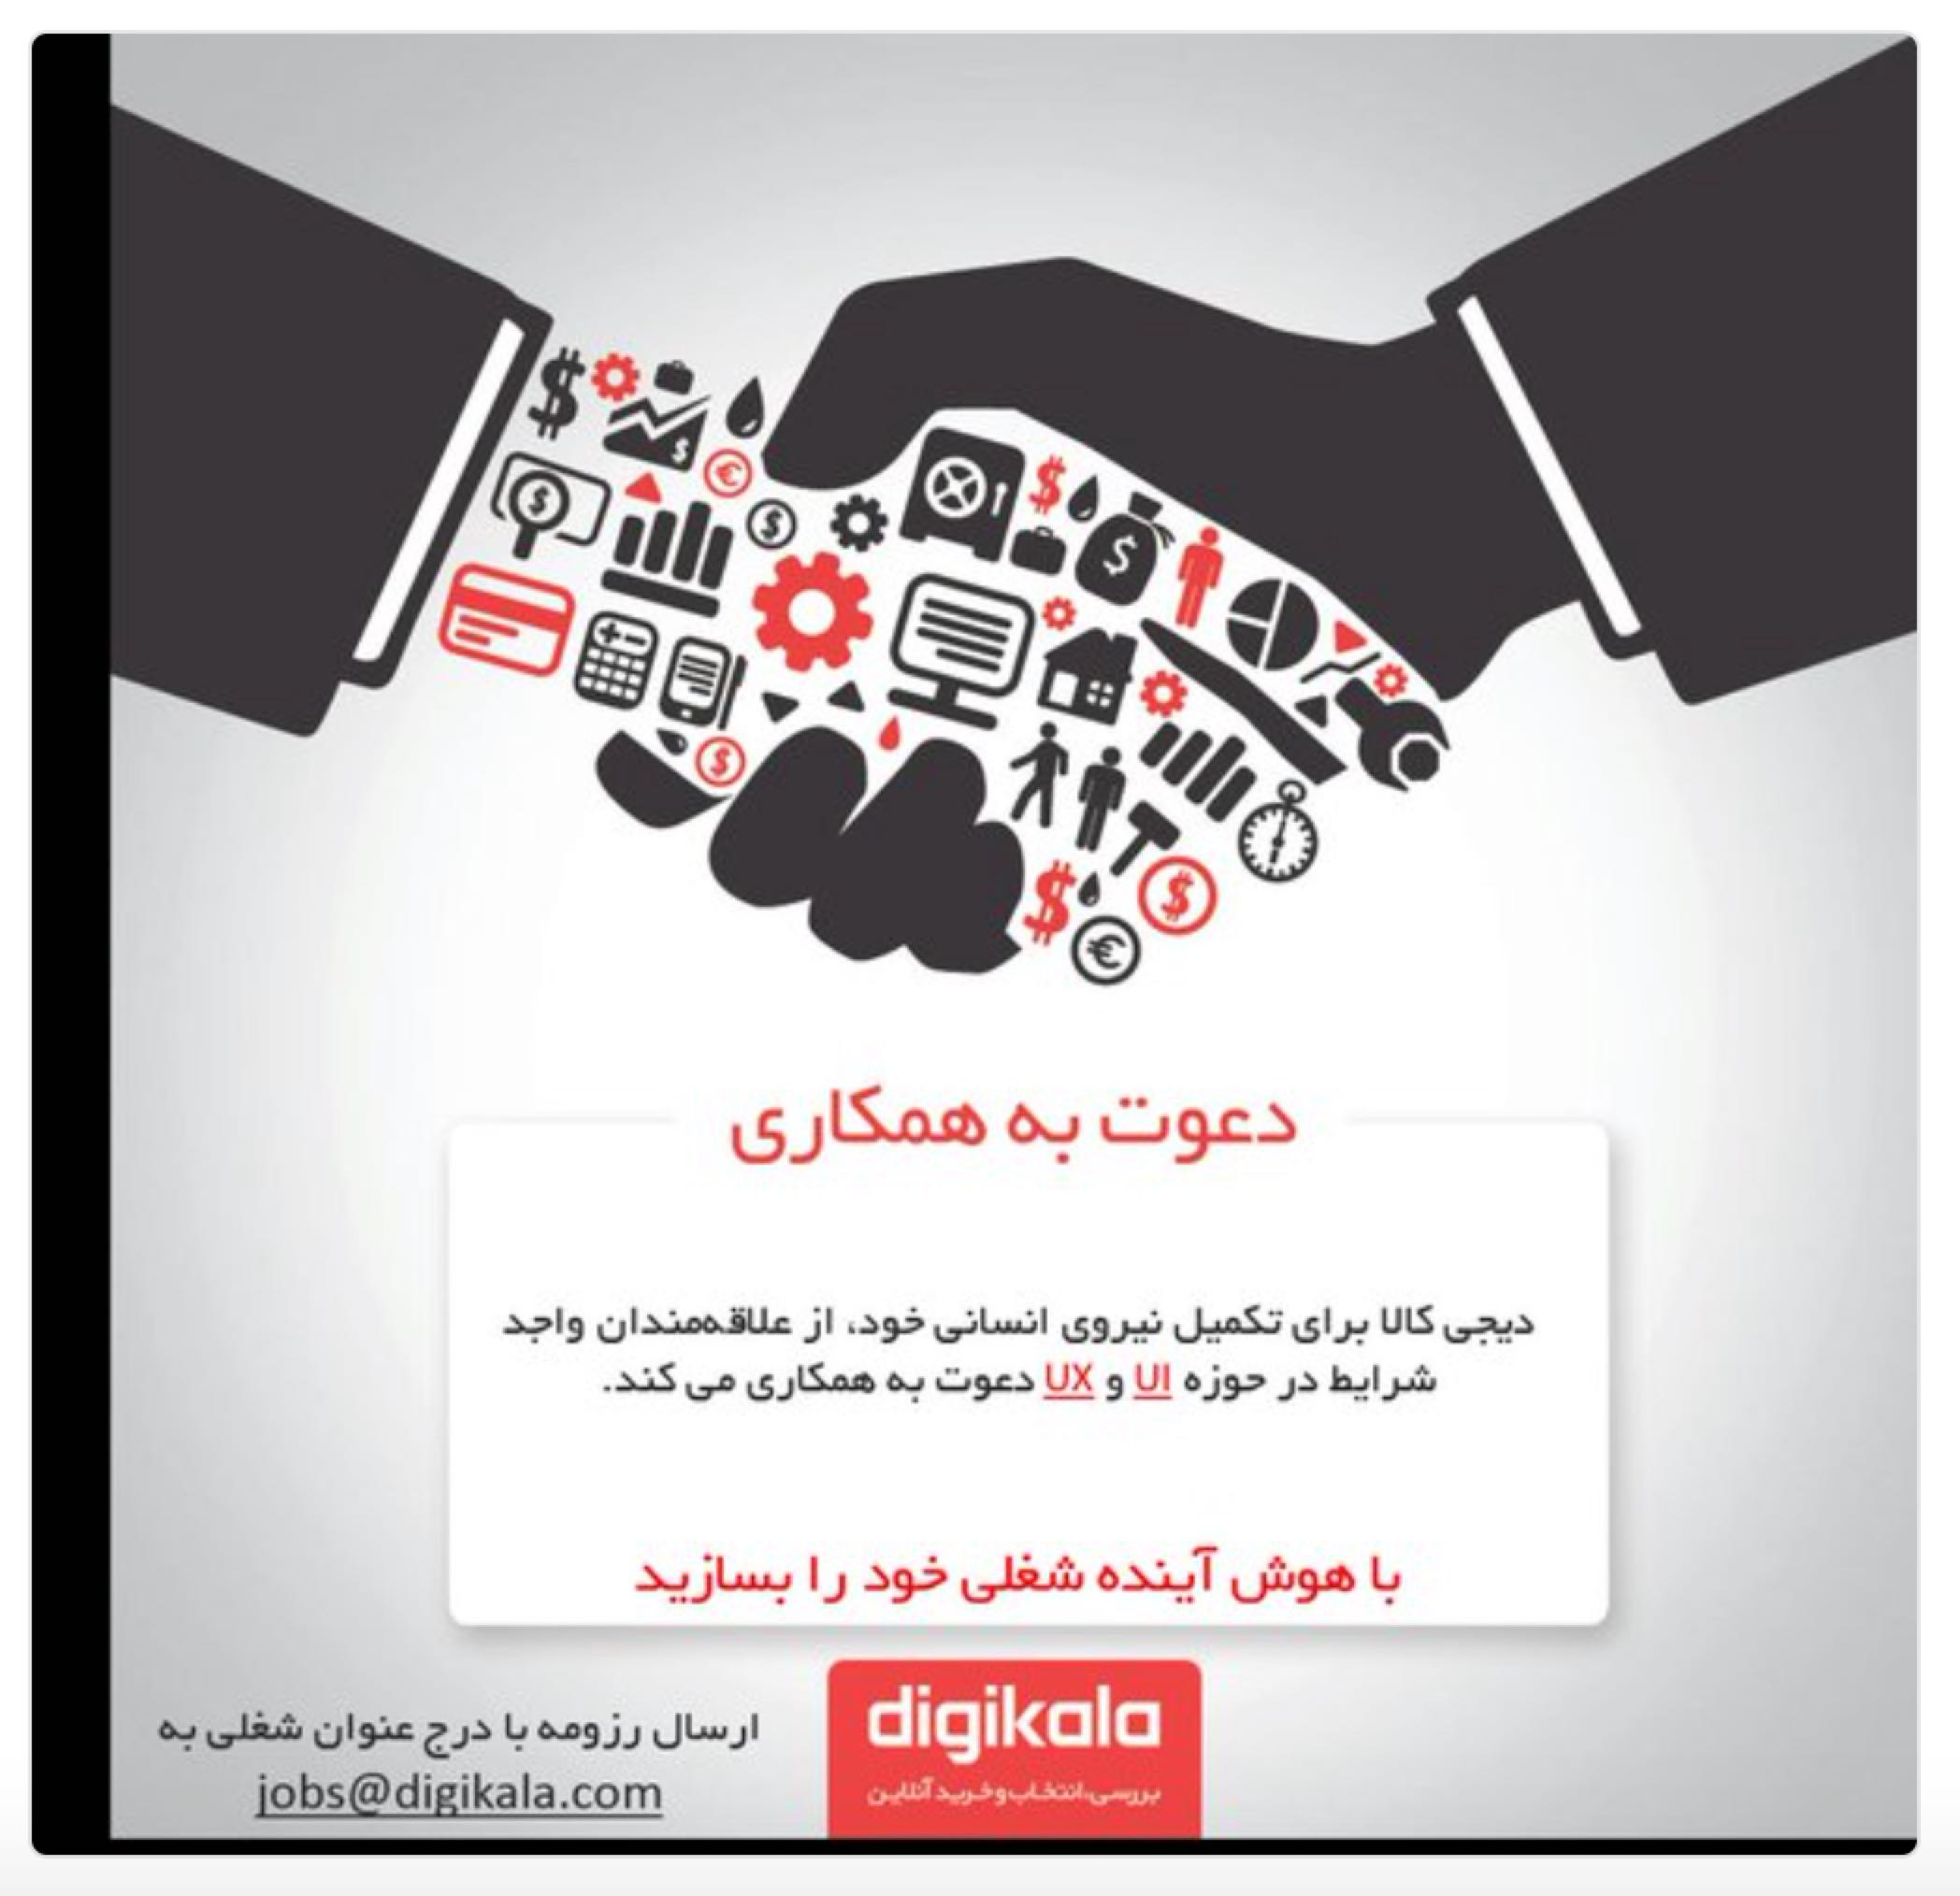 دعوت به همکاری
دیجی کالا برای تکمیل نیروی انسانی خود، از علاقه‌مندان واجد
شرایط در حوزه UI و UX دعوت به همکاری می کند.
با هوش آینده شغلی خود را بسازید
digikala
بررسی،انتخاب و خرید آنلاین
ارسال رزومه با درج عنوان شغلی به
jobs@digikala.com